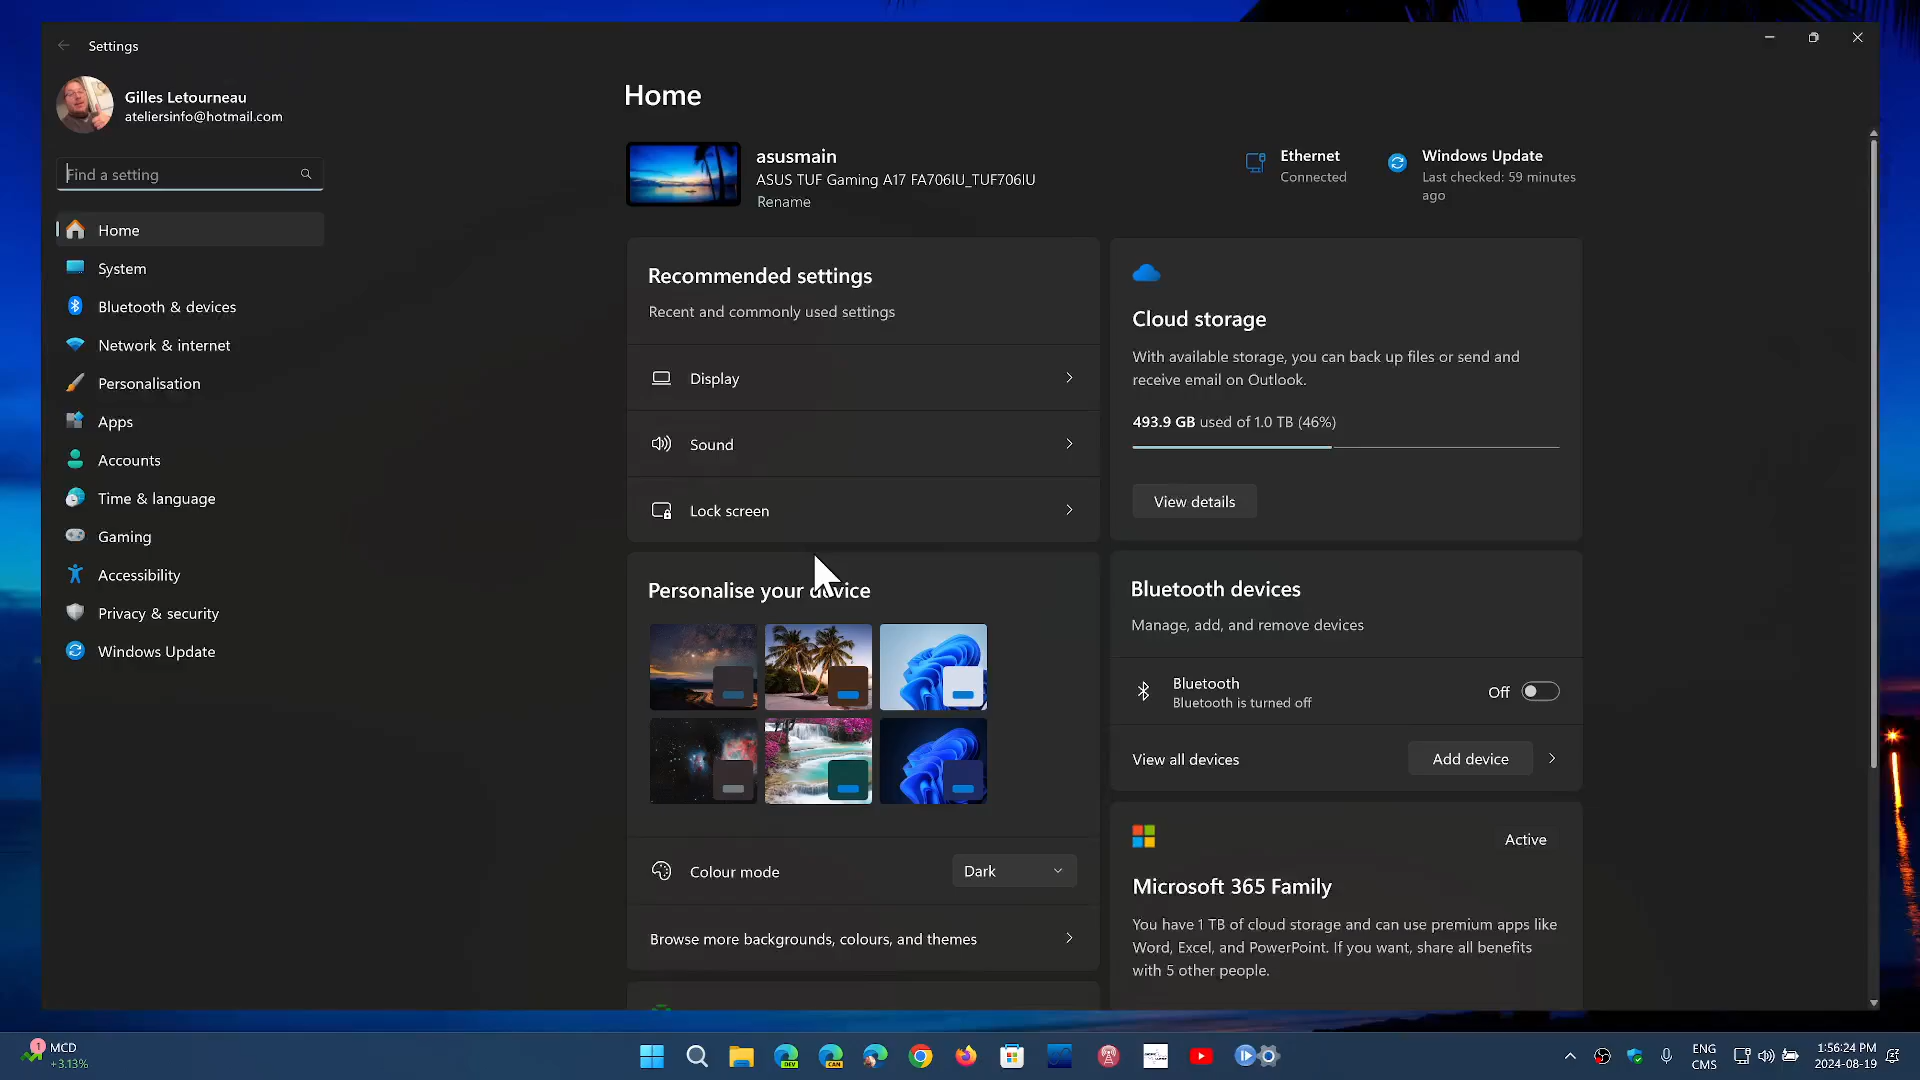 Settings
Gilles Letourneau
ateliersinfo@hotmail.com
Find a setting
Home
System
Bluetooth & devices
Network & internet
Personalisation
Apps
Accounts
Time & language
Gaming
Accessibility
Privacy & security
Windows Update
Home
asusmain
ASUS TUF Gaming A17 FA706IU_TUF706IU
Rename
Ethernet
Connected
Windows Update
Last checked: 59 minutes
ago
Recommended settings
Recent and commonly used settings
Display
Sound
Lock screen
Personalise your device
Colour mode
Dark
Browse more backgrounds, colours, and themes
Cloud storage
With available storage, you can back up files or send and
receive email on Outlook.
493.9 GB used of 1.0 TB (46%)
View details
Bluetooth devices
Manage, add, and remove devices
Bluetooth
Bluetooth is turned off
Off
View all devices
Add device
Active
Microsoft 365 Family
You have 1 TB of cloud storage and can use premium apps like
Word, Excel, and PowerPoint. If you want, share all benefits
with 5 other people.
1
MCD
+3.13%
DEV
CAN
ENG
CMS
1:56:24 PM
2024-08-19